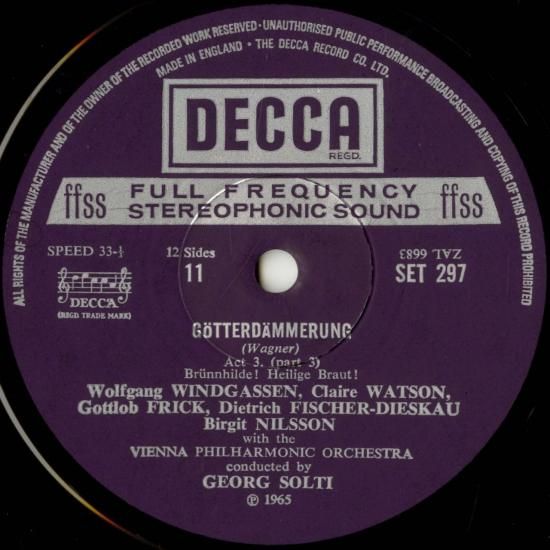 ALL RIGHTS OF THE MANUFACTURER AND OF THE OWNER OF THE RECORDED WORK RESERVED · UNAUTHORISED PUBLIC PERFORMANCE BROADCASTING AND COPYING OF THIS RECORD PROHIBITED
MADE IN ENGLAND · THE DECCA RECORD CO. LTD.
DECCA
REGD.
ffss FULL FREQUENCY STEREOPHONIC SOUND ffss
SPEED 33-⅓
12 Sides
ZAL 6683
11
SET 297
DECCA
(REGD. TRADE MARK)
GÖTTERDÄMMERUNG
(Wagner)
Act 3. (part 3)
Brünnhilde! Heilige Braut!
Wolfgang WINDGASSEN, Claire WATSON,
Gottlob FRICK, Dietrich FISCHER-DIESKAU
Birgit NILSSON
with the
VIENNA PHILHARMONIC ORCHESTRA
conducted by
GEORG SOLTI
℗ 1965